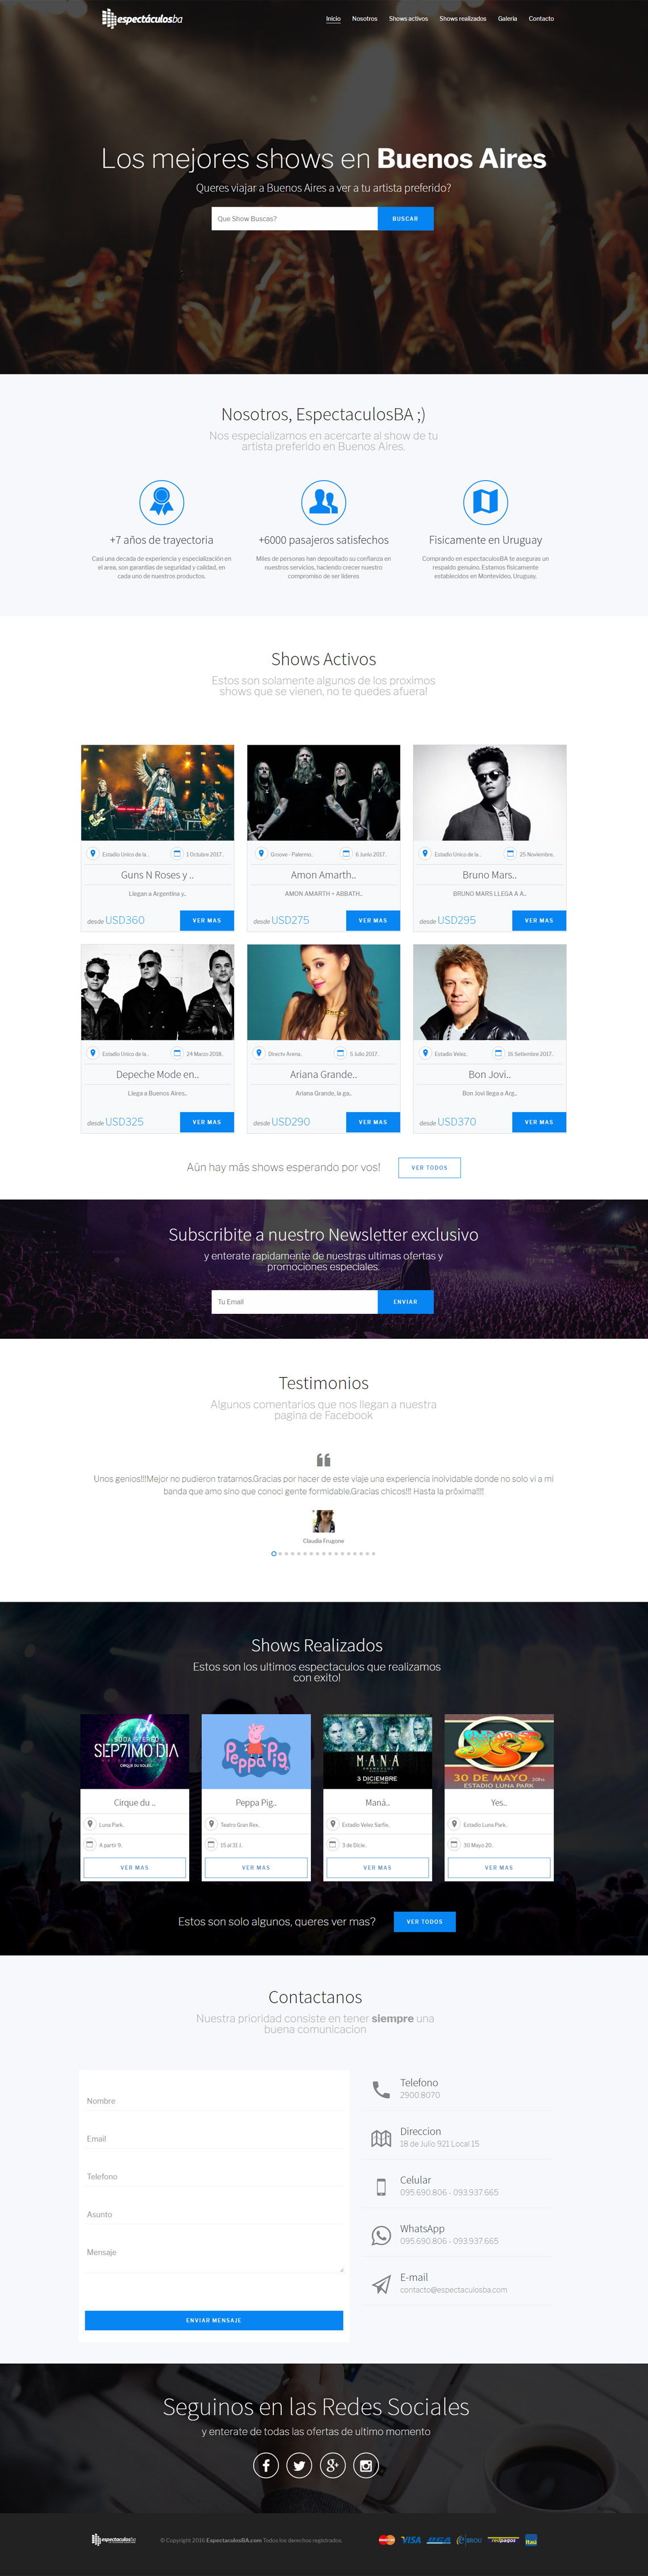 espectáculosba
Inicio Nosotros Shows activos Shows realizados Galeria Contacto
Los mejores shows en Buenos Aires
Queres viajar a Buenos Aires a ver a tu artista preferido?
Que Show Buscas? BUSCAR
Nosotros, EspectaculosBA ;)
Nos especializamos en acercarte al show de tu
artista preferido en Buenos Aires.
+7 años de trayectoria
Casi una decada de experiencia y especialización en
el area, son garantias de seguridad y calidad, en
cada uno de nuestros productos.
+6000 pasajeros satisfechos
Miles de personas han depositado su confianza en
nuestros servicios, haciendo crecer nuestro
compromiso de ser lideres
Fisicamente en Uruguay
Comprando en espectaculosBA te aseguras un
respaldo genuino. Estamos fisicamente
establecidos en Montevideo, Uruguay.
Shows Activos
Estos son solamente algunos de los proximos
shows que se vienen, no te quedes afuera!
Estadio Unico de la .. 1 Octubre 2017..
Guns N Roses y ..
Llegan a Argentina y..
desde USD360 VER MAS
Groove - Palermo.. 6 Junio 2017..
Amon Amarth..
AMON AMARTH + ABBATH..
desde USD275 VER MAS
Estadio Unico de la .. 25 Noviembre..
Bruno Mars..
BRUNO MARS LLEGA A A..
desde USD295 VER MAS
Estadio Unico de la .. 24 Marzo 2018..
Depeche Mode en..
Llega a Buenos Aires..
desde USD325 VER MAS
Directv Arena.. 5 Julio 2017..
Ariana Grande..
Ariana Grande, la ga..
desde USD290 VER MAS
Estadio Velez.. 16 Setiembre 2017..
Bon Jovi..
Bon Jovi llega a Arg..
desde USD370 VER MAS
Aún hay más shows esperando por vos! VER TODOS
Subscribite a nuestro Newsletter exclusivo
y enterate rapidamente de nuestras ultimas ofertas y
promociones especiales.
Tu Email ENVIAR
Testimonios
Algunos comentarios que nos llegan a nuestra
pagina de Facebook
Unos genios!!!Mejor no pudieron tratarnos.Gracias por hacer de este viaje una experiencia inolvidable donde no solo vi a mi
banda que amo sino que conoci gente formidable.Gracias chicos!!! Hasta la próxima!!!!!
Claudia Frugone
Shows Realizados
Estos son los ultimos espectaculos que realizamos
con exito!
SODA STEREO
SEP7IMO DIA
CIRQUE DU SOLEIL
Cirque du ..
Luna Park..
A partir 9..
VER MAS
Peppa Pig
Peppa Pig..
Teatro Gran Rex..
15 al 31 J..
VER MAS
MANÁ
3 DICIEMBRE
Maná..
Estadio Velez Sarfie..
3 de Dicie..
VER MAS
YES
30 DE MAYO 20hs
ESTADIO LUNA PARK
Yes..
Estadio Luna Park..
30 Mayo 20..
VER MAS
Estos son solo algunos, queres ver mas? VER TODOS
Contactanos
Nuestra prioridad consiste en tener siempre una
buena comunicacion
Nombre
Email
Telefono
Asunto
Mensaje
ENVIAR MENSAJE
Telefono
2900.8070
Direccion
18 de Julio 921 Local 15
Celular
095.690.806 - 093.937.665
WhatsApp
095.690.806 - 093.937.665
E-mail
contacto@espectaculosba.com
Seguinos en las Redes Sociales
y enterate de todas las ofertas de ultimo momento
espectaculosba
© Copyright 2016 EspectaculosBA.com Todos los derechos registrados.
VISA OCA BROU redpagos Itaú